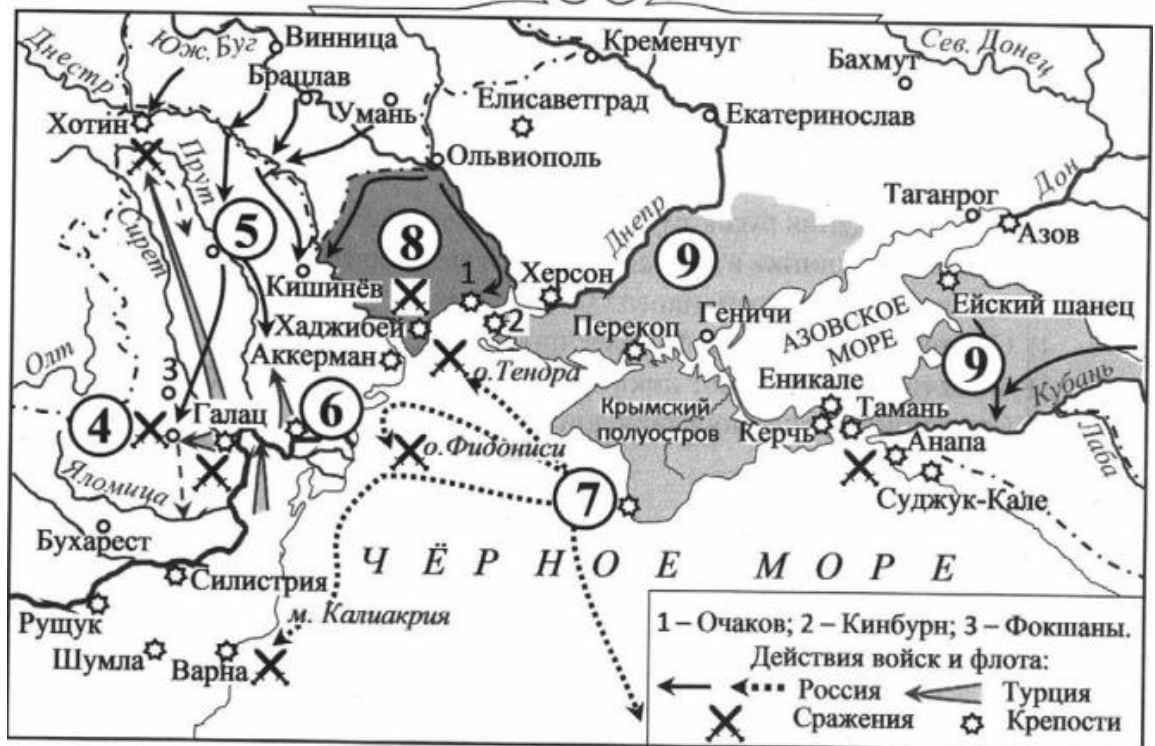 Днестр
Юж. Буг
Винница
Кременчуг
Бахмут
Сев. Донец
Брацлав
Умань
Елисаветград
Екатеринослав
Хотин
Ольвиополь
Прут
Сирет
Таганрог
Дон
Азов
5
8
9
Днепр
Кишинёв
1
Херсон
Хаджибей
2
Перекоп
Геничи
АЗОВСКОЕ
МОРЕ
Ейский шанец
Аккерман
о.Тендра
9
Олт
3
Еникале
Кубань
4
Галац
6
Крымский
полуостров
Керчь
Тамань
Лаба
о.Фидониси
Анапа
Яломица
7
Суджук-Кале
Бухарест
ЧЁРНОЕ МОРЕ
Силистрия
Рущук
м. Калиакрия
Шумла
Варна
1 – Очаков; 2 – Кинбурн; 3 – Фокшаны.
Действия войск и флота:
Россия
Турция
Сражения
Крепости